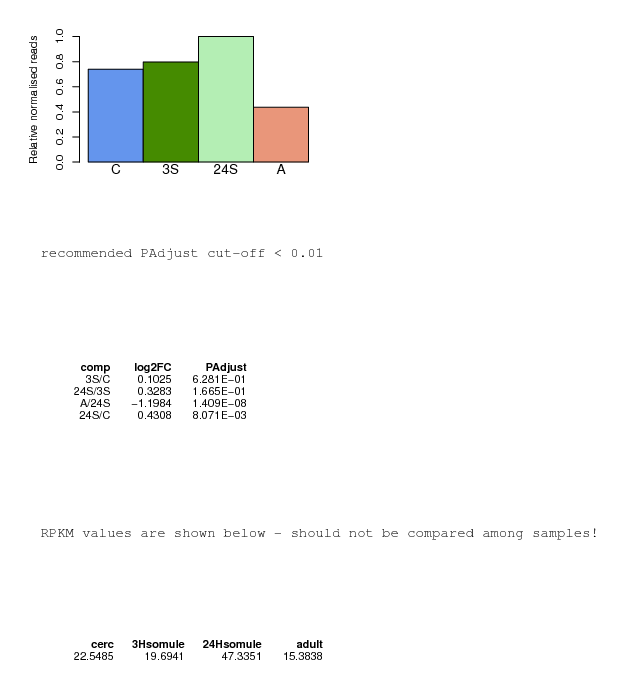 Relative normalised reads
1.0
0.8
0.6
0.4
0.2
0.0
C 3S 24S A
recommended PAdjust cut-off < 0.01
comp log2FC PAdjust
3S/C 0.1025 6.281E-01
24S/3S 0.3283 1.665E-01
A/24S −1.1984 1.409E-08
24S/C 0.4308 8.071E-03
RPKM values are shown below - should not be compared among samples!
cerc 3Hsomule 24Hsomule adult
22.5485 19.6941 47.3351 15.3838